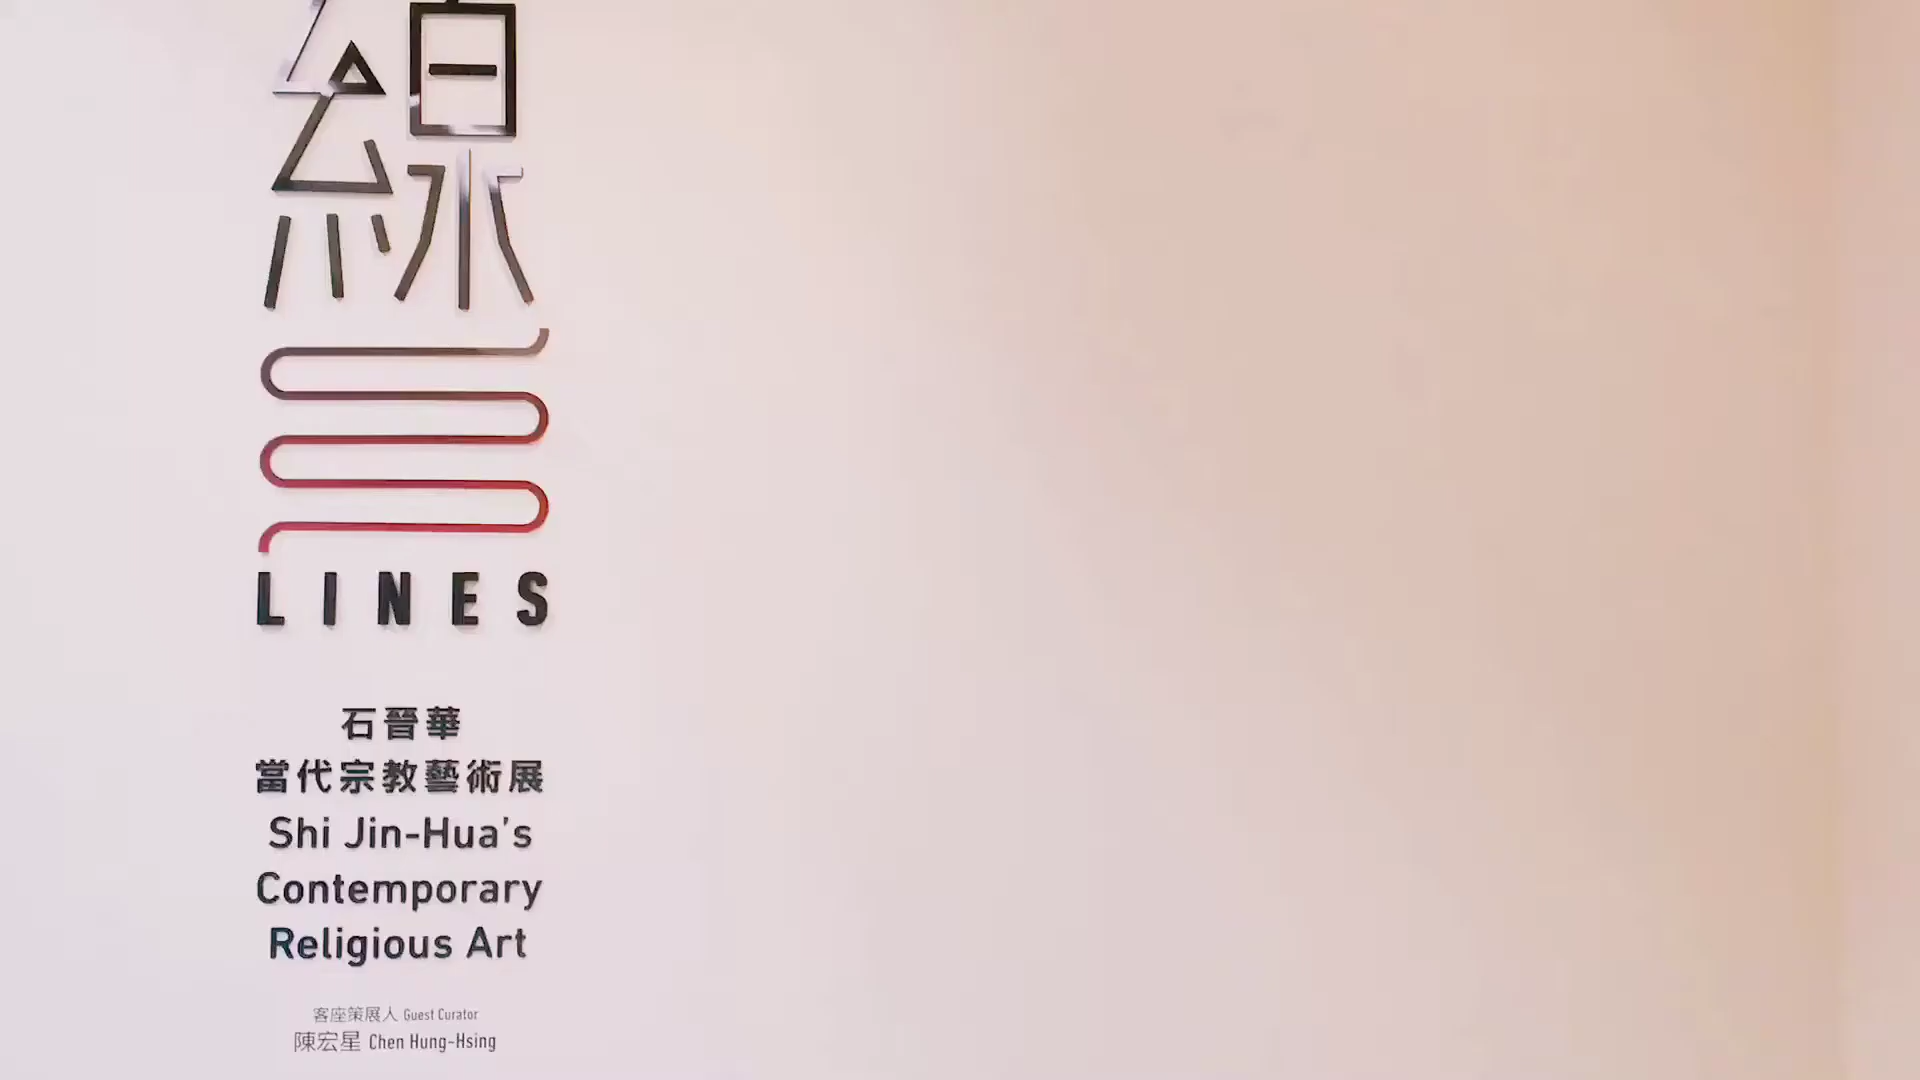 線
LINES
石晉華
當代宗教藝術展
Shi Jin-Hua's
Contemporary
Religious Art
客座策展人 Guest Curator
陳宏星 Chen Hung-Hsing